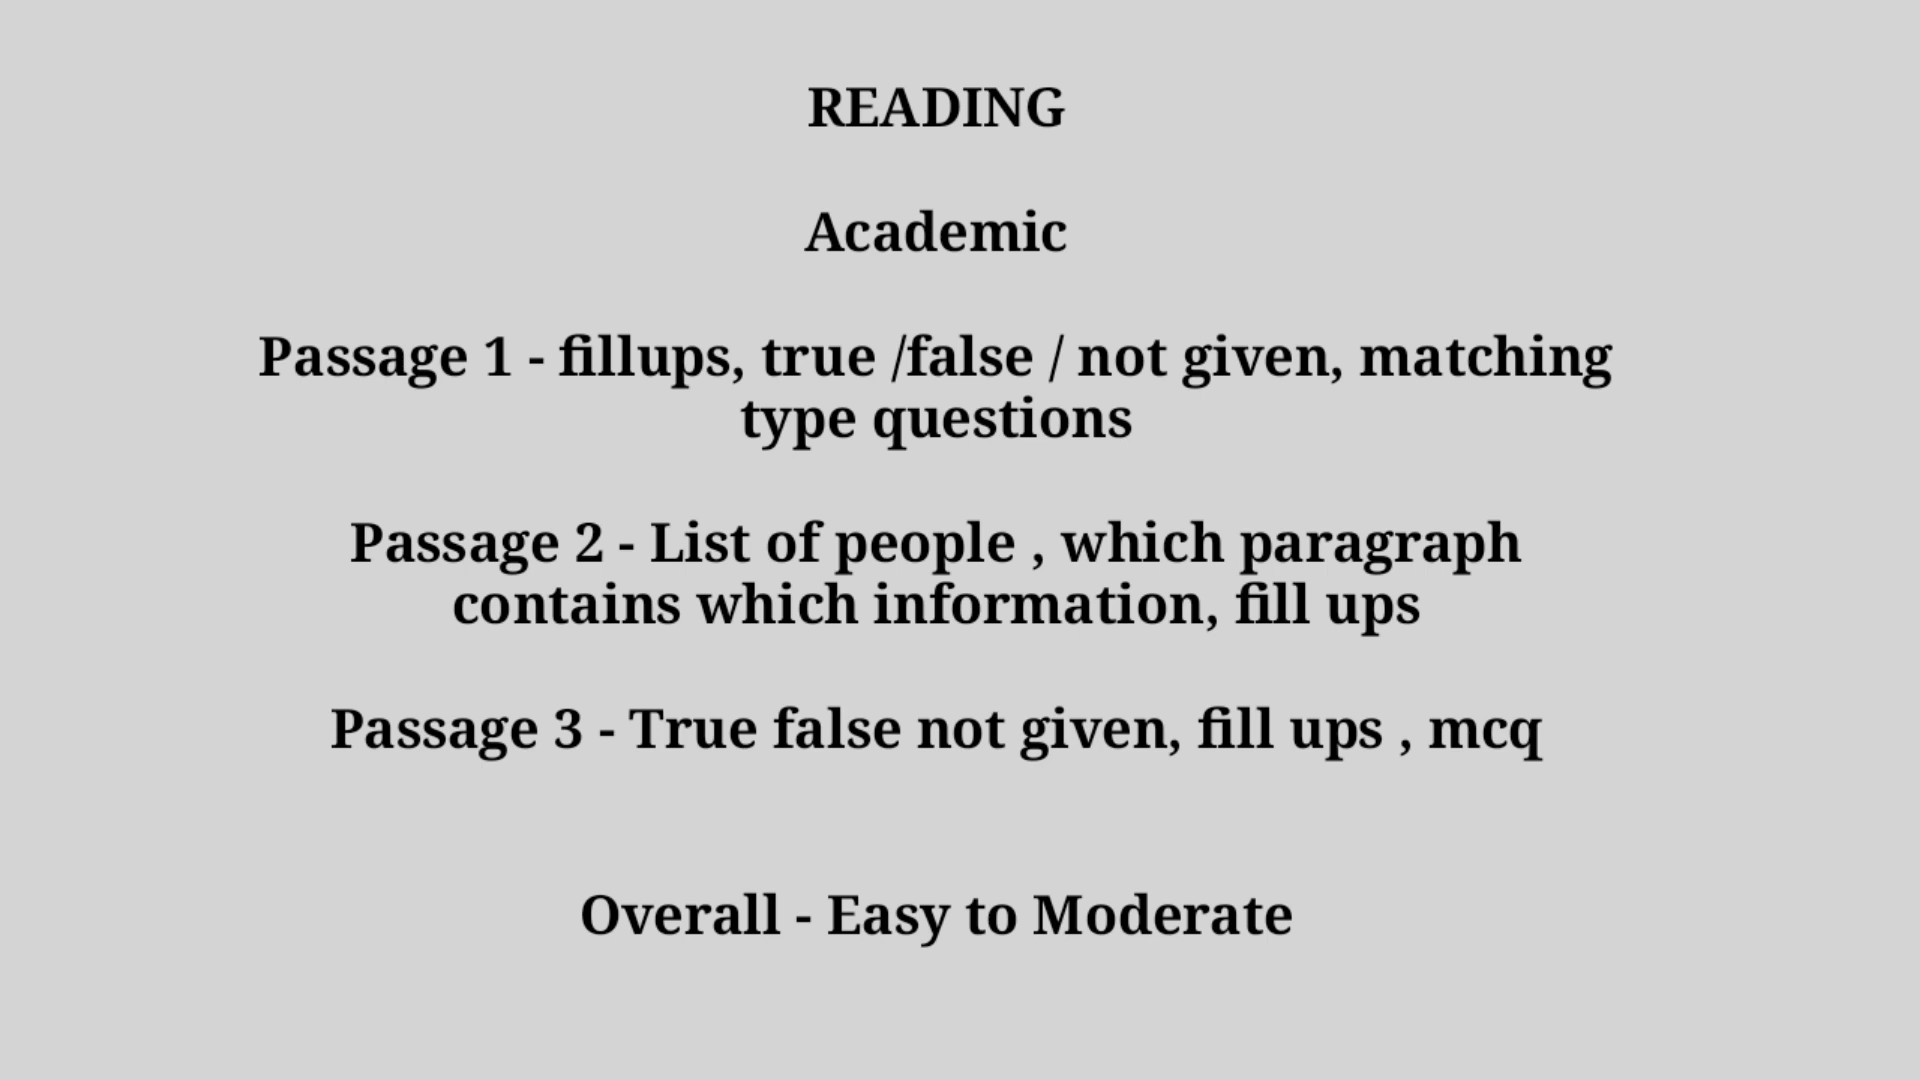 READING
Academic
Passage 1 - fillups, true /false / not given, matching
type questions
Passage 2 - List of people , which paragraph
contains which information, fill ups
Passage 3 - True false not given, fill ups , mcq
Overall - Easy to Moderate